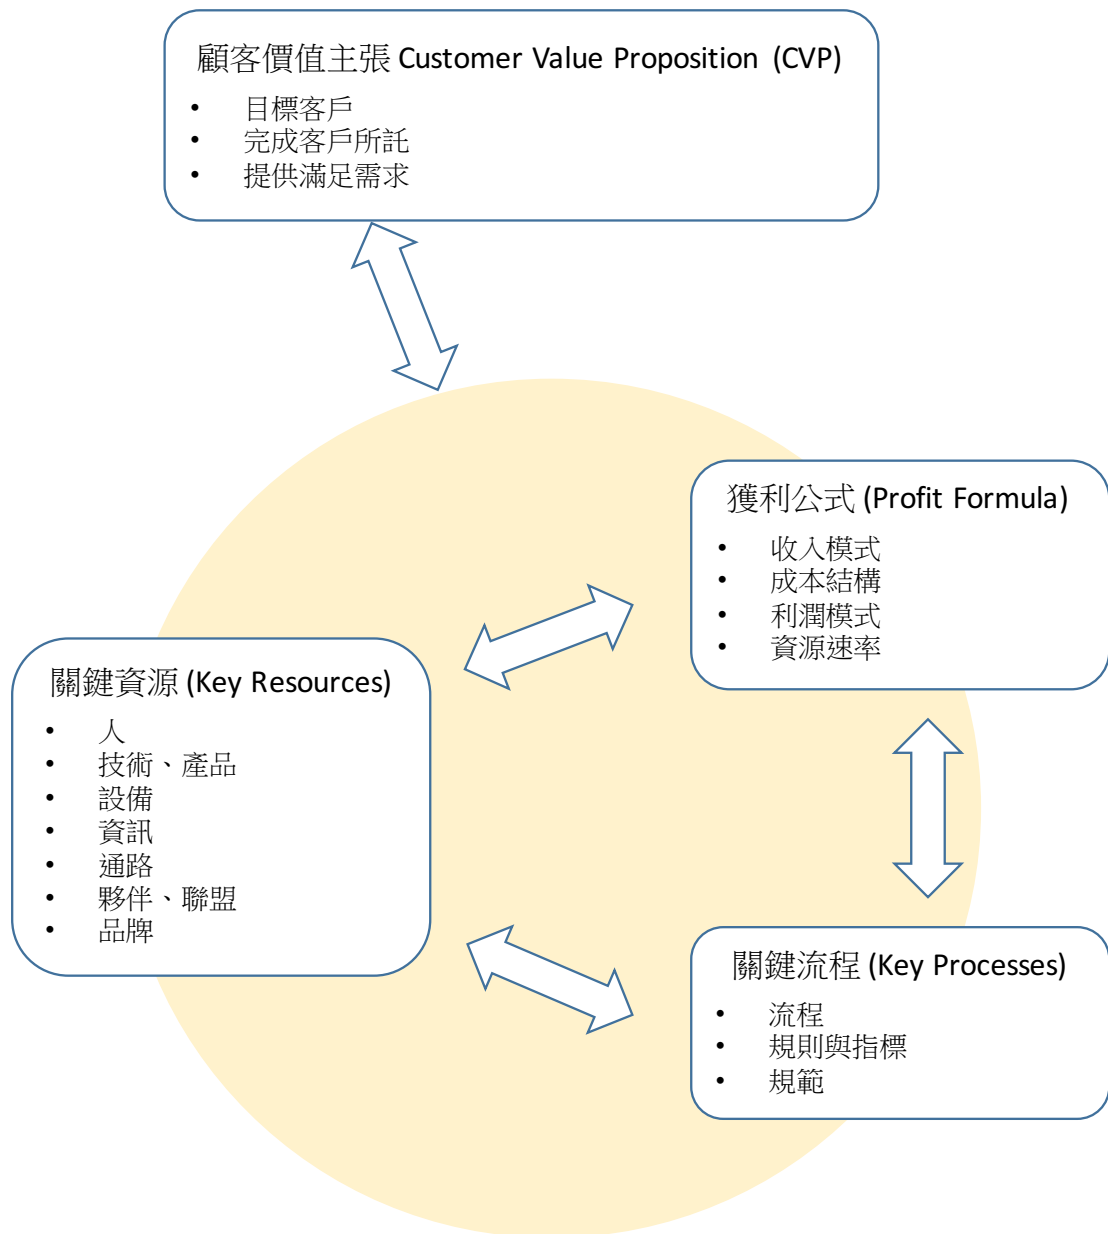 顧客價值主張 Customer Value Proposition (CVP)
• 目標客戶
• 完成客戶所託
• 提供滿足需求
獲利公式 (Profit Formula)
• 收入模式
• 成本結構
• 利潤模式
• 資源速率
關鍵資源 (Key Resources)
• 人
• 技術、產品
• 設備
• 資訊
• 通路
• 夥伴、聯盟
• 品牌
關鍵流程 (Key Processes)
• 流程
• 規則與指標
• 規範